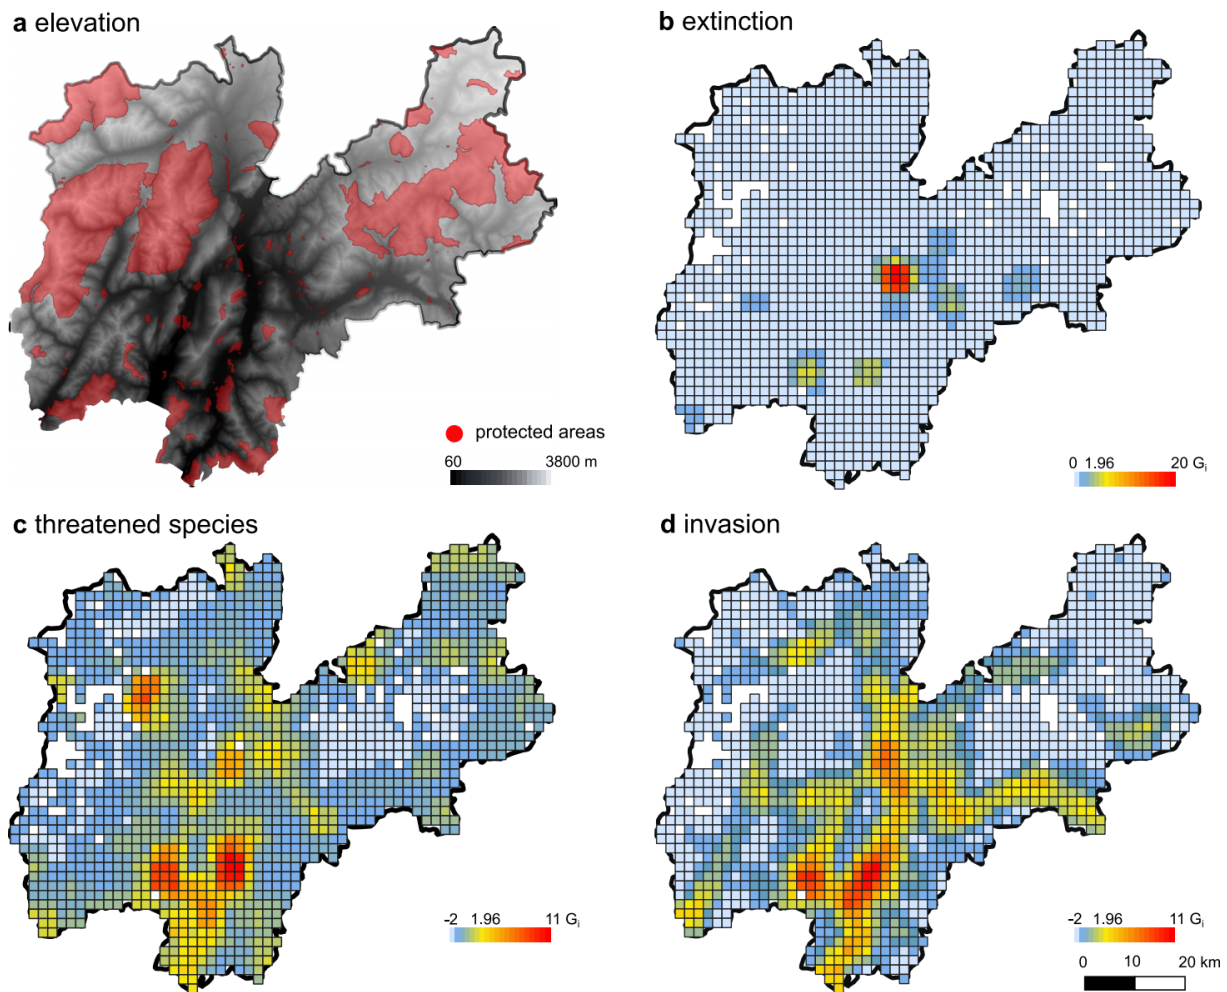 a elevation
b extinction
protected areas
60 3800 m
0 1.96 20 Gi
c threatened species
d invasion
-2 1.96 11 Gi
-2 1.96 11 Gi
0 10 20 km